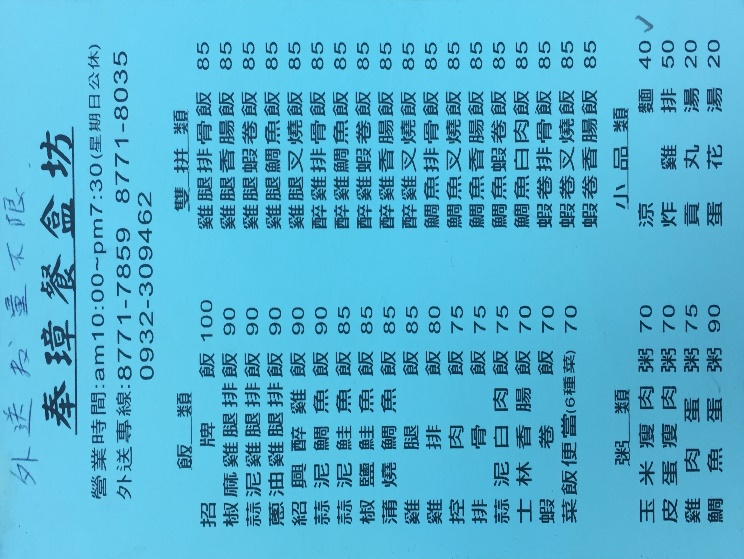 外送數量不限
奉璋餐盒坊
營業時間:am10:00~pm7:30(星期日公休)
外送專線:8771-7859 8771-8035
0932-309462
飯類
招牌飯 100
椒麻雞腿排飯 90
蒜泥雞腿排飯 90
蔥油雞腿排飯 90
紹興醉雞飯 90
蒜泥鯛魚飯 90
蒜泥鮭魚飯 85
椒鹽鮭魚飯 85
蒲燒鯛魚飯 85
雞腿飯 85
雞排飯 80
控肉飯 75
排骨飯 75
蒜泥白肉飯 75
士林香腸飯 70
蝦卷飯 70
菜飯便當(6種菜) 70
雙拼類
雞腿排骨飯 85
雞腿香腸飯 85
雞腿蝦卷飯 85
雞腿鯛魚飯 85
雞腿叉燒飯 85
醉雞排骨飯 85
醉雞鯛魚飯 85
醉雞蝦卷飯 85
醉雞香腸飯 85
醉雞叉燒飯 85
鯛魚排骨飯 85
鯛魚叉燒飯 85
鯛魚香腸飯 85
鯛魚蝦卷飯 85
鯛魚白肉飯 85
蝦卷排骨飯 85
蝦卷叉燒飯 85
蝦卷香腸飯 85
粥類
玉米瘦肉粥 70
皮蛋瘦肉粥 70
雞肉蛋粥 75
鯛魚蛋粥 90
小品類
涼麵 40
炸雞排 50
貢丸湯 20
蛋花湯 20